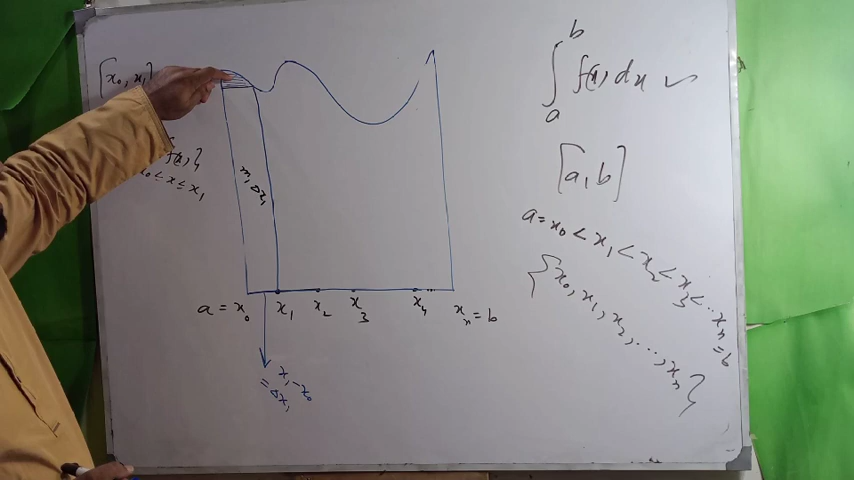 [x₀, x₁]
f(x)}
x₀ < x ≤ x₁
m₁ Δx₁
a = x₀ x₁ x₂ x₃ x₄ ... xₙ = b
x₁ - x₀
= Δx₁
∫ₐᵇ f(x) dx ✓
[a, b]
a = x₀ < x₁ < x₂ < x₃ < ... xₙ = b
{x₀, x₁, x₂, ..., xₙ}